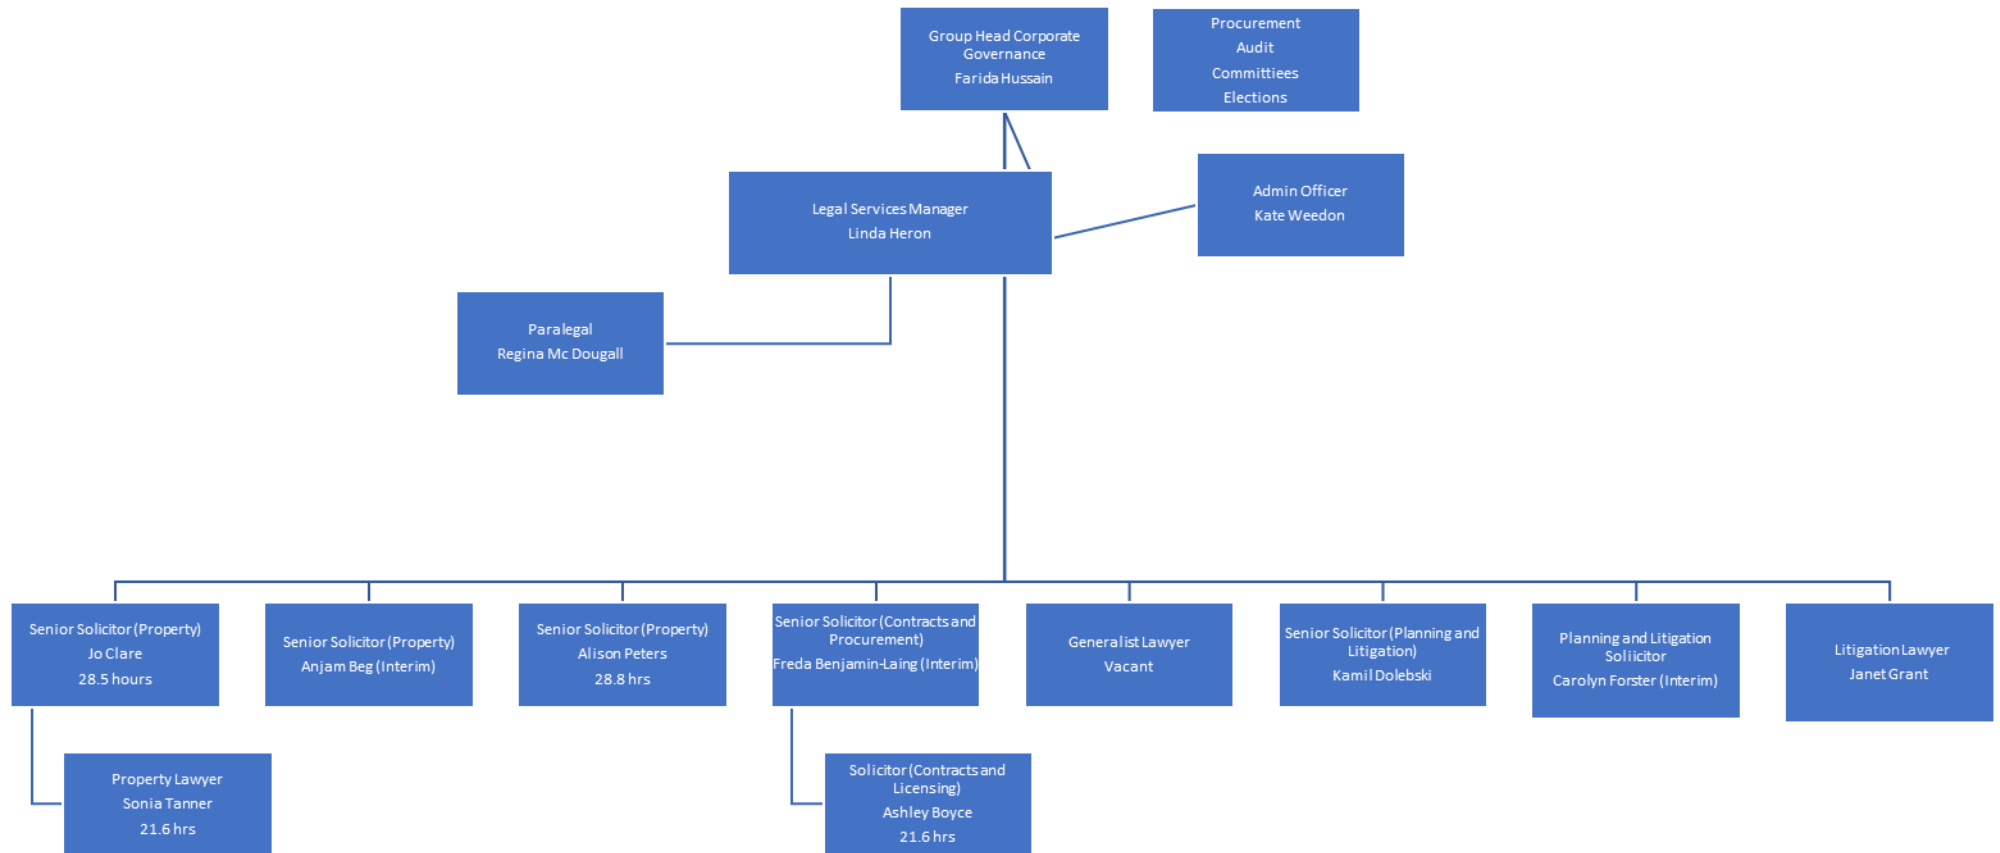 Group Head Corporate
Governance
Farida Hussain
Procurement
Audit
Committiees
Elections
Legal Services Manager
Linda Heron
Admin Officer
Kate Weedon
Paralegal
Regina Mc Dougall
Senior Solicitor (Property)
Jo Clare
28.5 hours
Senior Solicitor (Property)
Anjam Beg (Interim)
Senior Solicitor (Property)
Alison Peters
28.8 hrs
Senior Solicitor (Contracts and
Procurement)
Freda Benjamin-Laing (Interim)
Generalist Lawyer
Vacant
Senior Solicitor (Planning and
Litigation)
Kamil Dolebski
Planning and Litigation
Soliicitor
Carolyn Forster (Interim)
Litigation Lawyer
Janet Grant
Property Lawyer
Sonia Tanner
21.6 hrs
Solicitor (Contracts and
Licensing)
Ashley Boyce
21.6 hrs